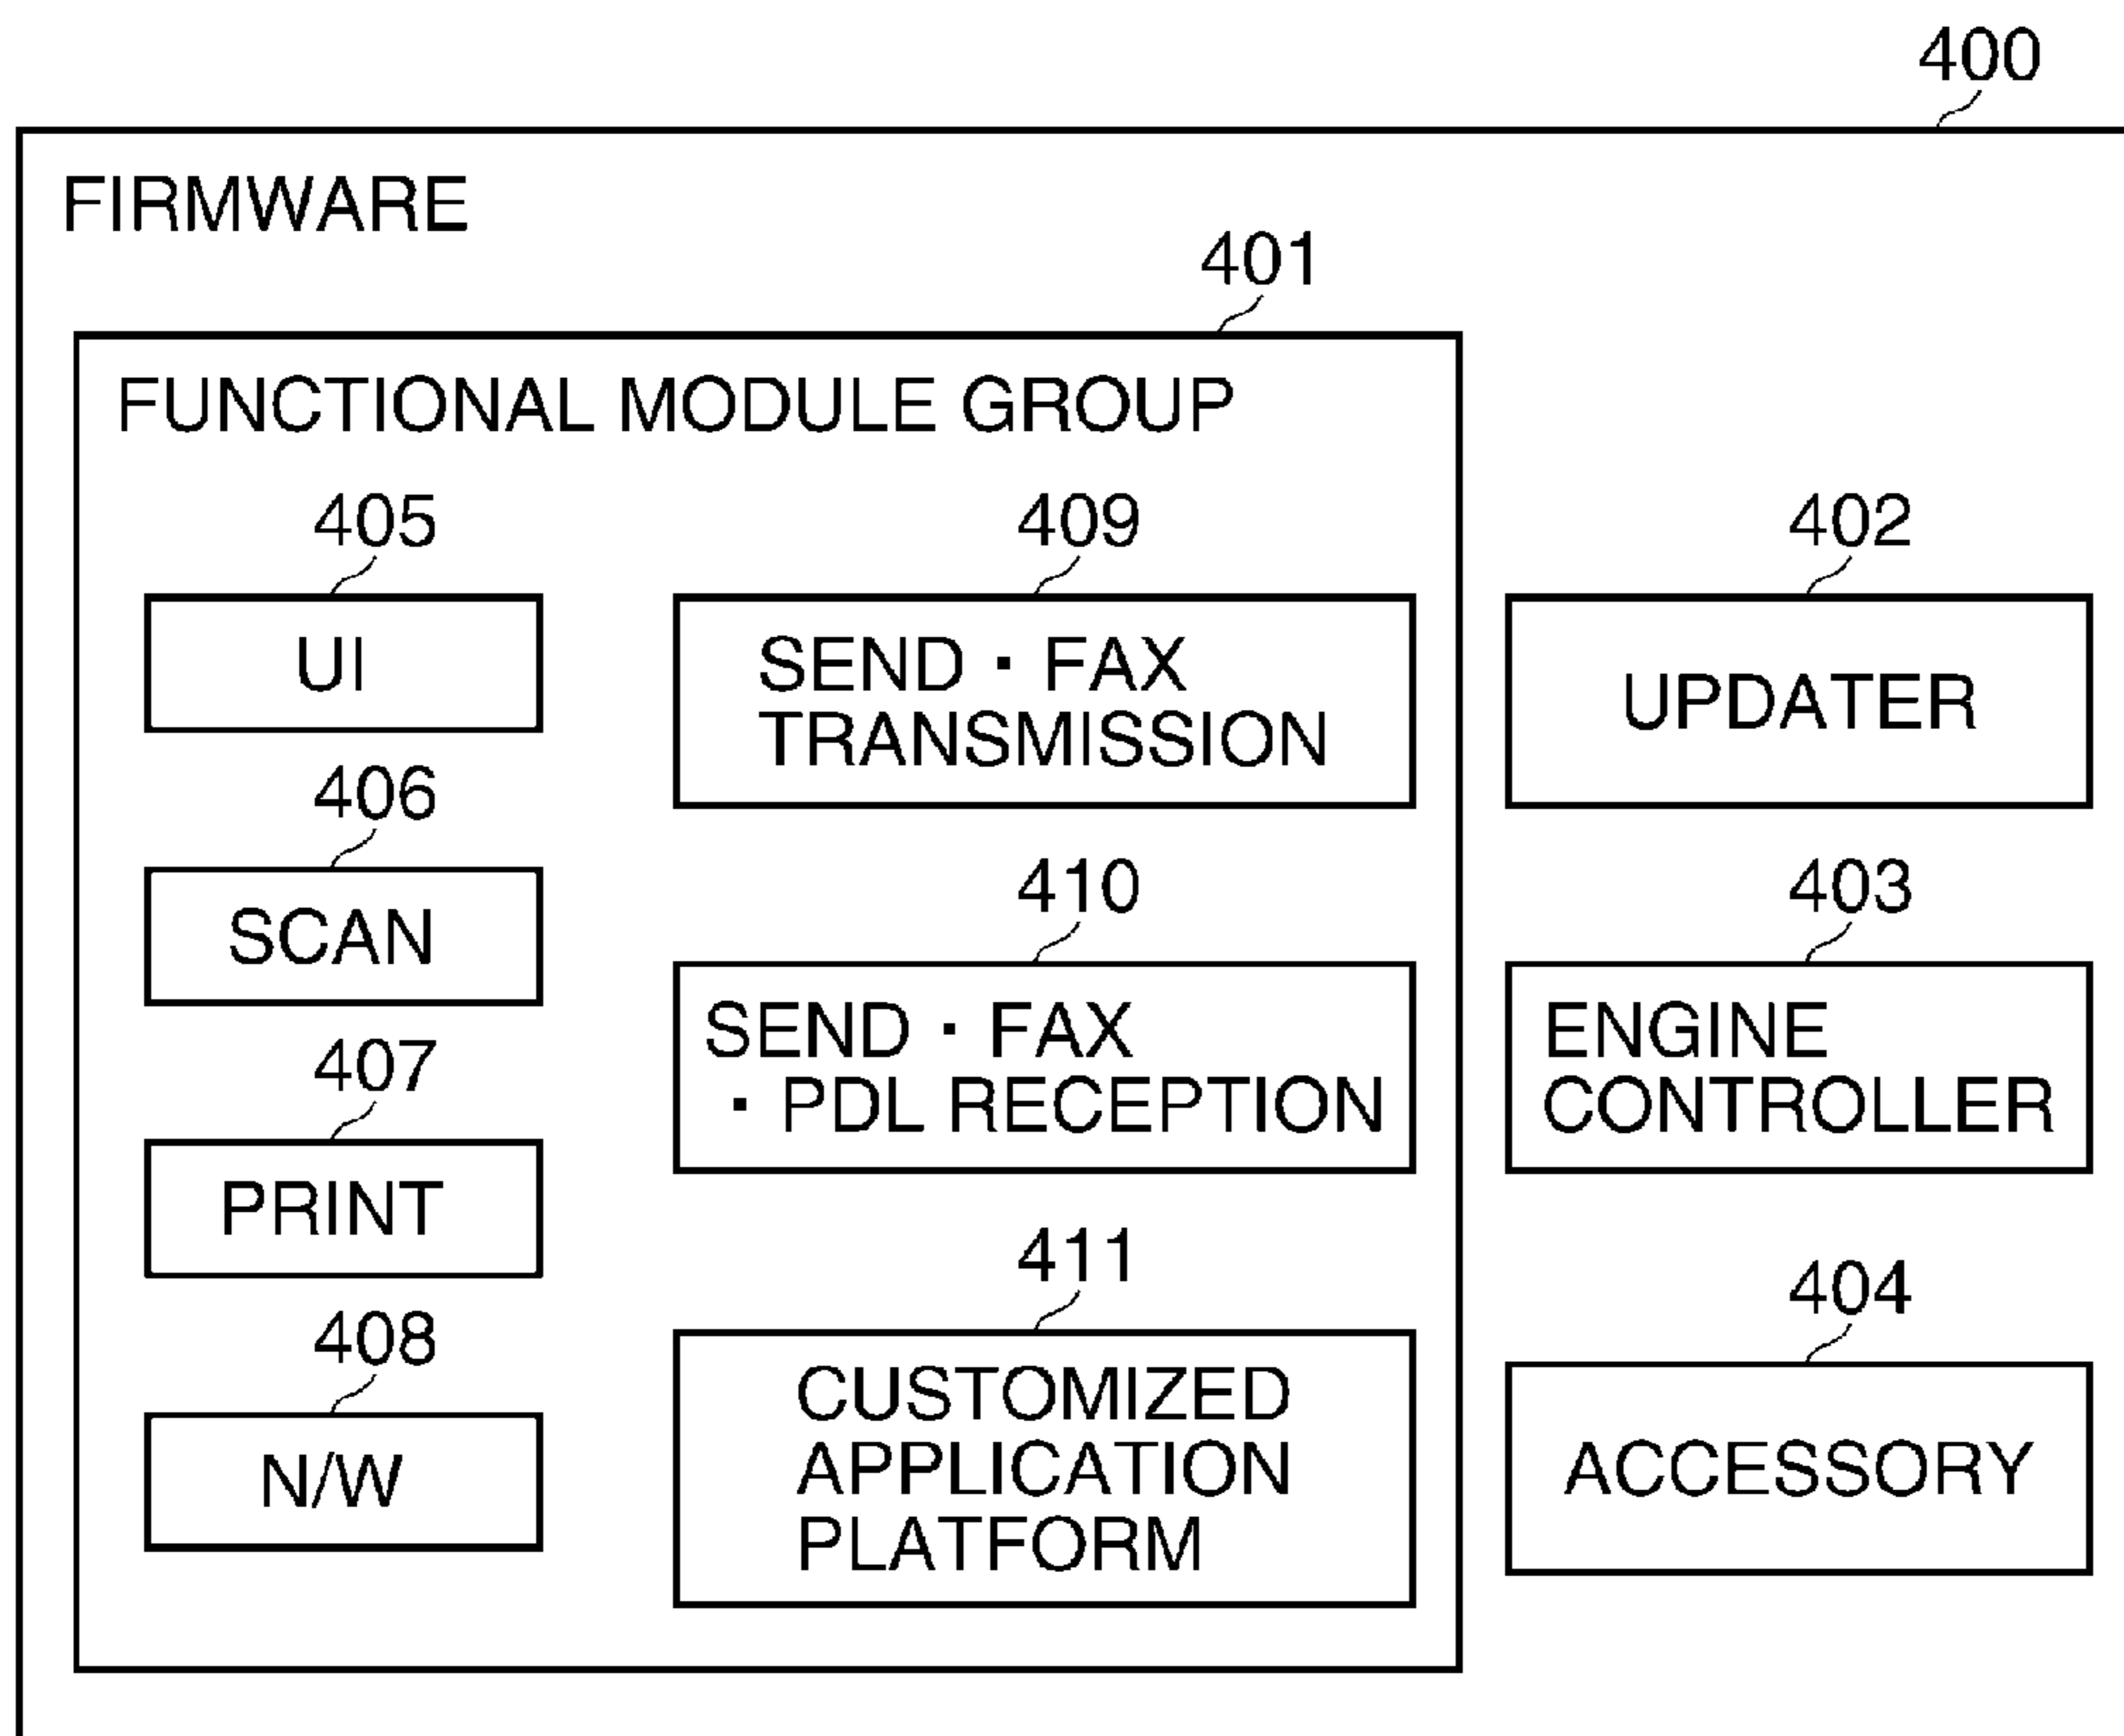 400
FIRMWARE
401
FUNCTIONAL MODULE GROUP
405
UI
406
SCAN
407
PRINT
408
N/W
409
SEND・FAX
TRANSMISSION
410
SEND・FAX
・PDL RECEPTION
411
CUSTOMIZED
APPLICATION
PLATFORM
402
UPDATER
403
ENGINE
CONTROLLER
404
ACCESSORY